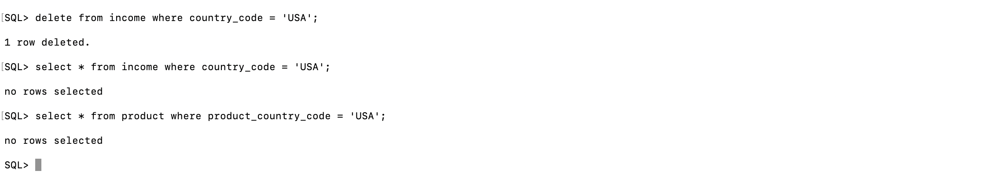 [SQL> delete from income where country_code = 'USA';
1 row deleted.
[SQL> select * from income where country_code = 'USA';
no rows selected
[SQL> select * from product where product_country_code = 'USA';
no rows selected
SQL>